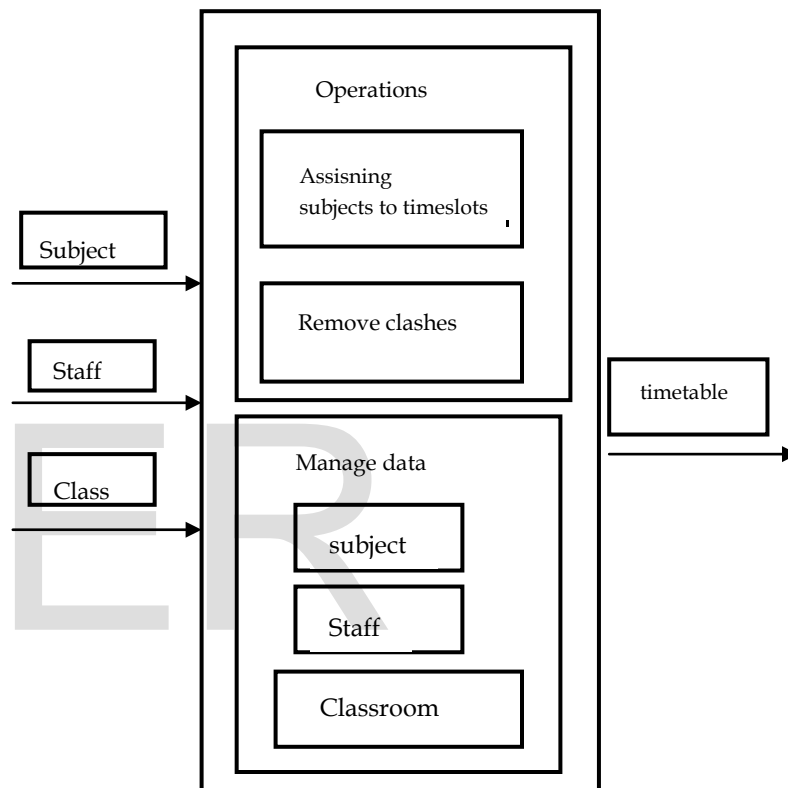 Operations
Assisning
subjects to timeslots
Remove clashes
Subject
Staff
Class
Manage data
subject
Staff
Classroom
timetable
ER